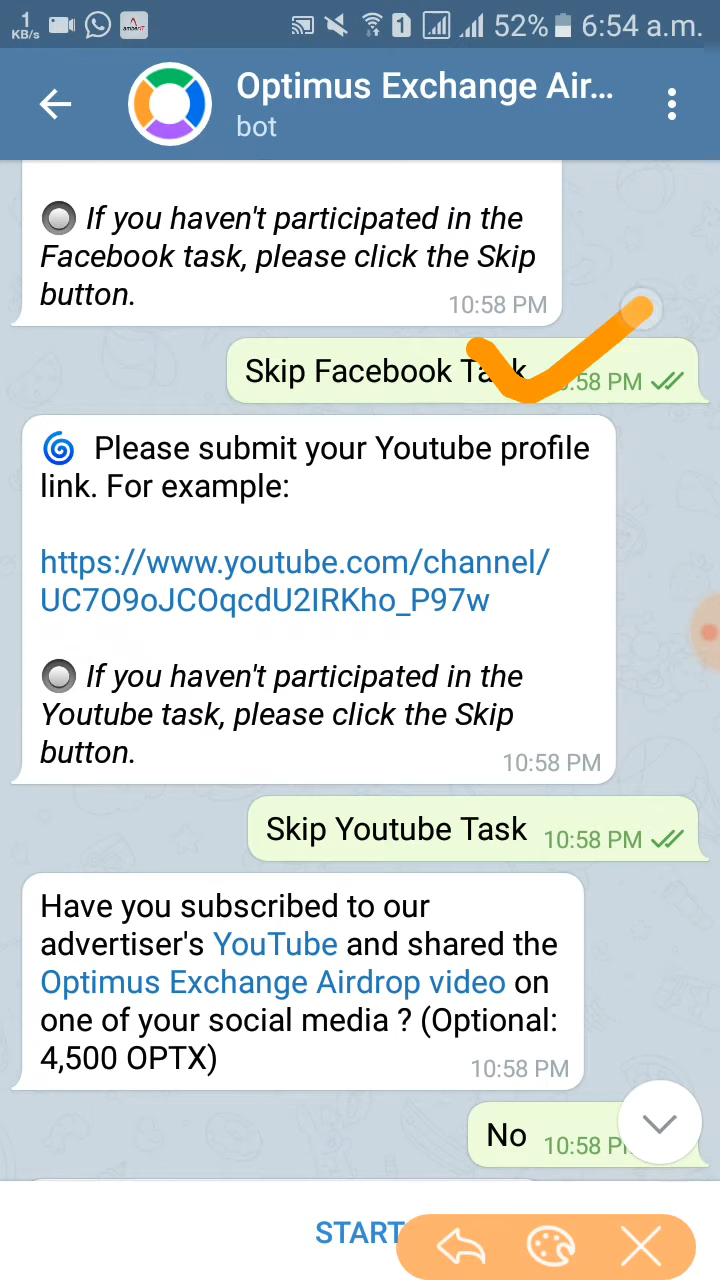 1
KB/s
amberIT
1
52%
6:54 a.m.
Optimus Exchange Air...
bot
If you haven't participated in the
Facebook task, please click the Skip
button.
10:58 PM
Skip Facebook
:58 PM
Please submit your Youtube profile
link. For example:
https://www.youtube.com/channel/
UC7O9oJCOqcdU2IRKho_P97w
If you haven't participated in the
Youtube task, please click the Skip
button.
10:58 PM
Skip Youtube Task
10:58 PM
Have you subscribed to our
advertiser's YouTube and shared the
Optimus Exchange Airdrop video on
one of your social media ? (Optional:
4,500 OPTX)
10:58 PM
No
10:58 P
START